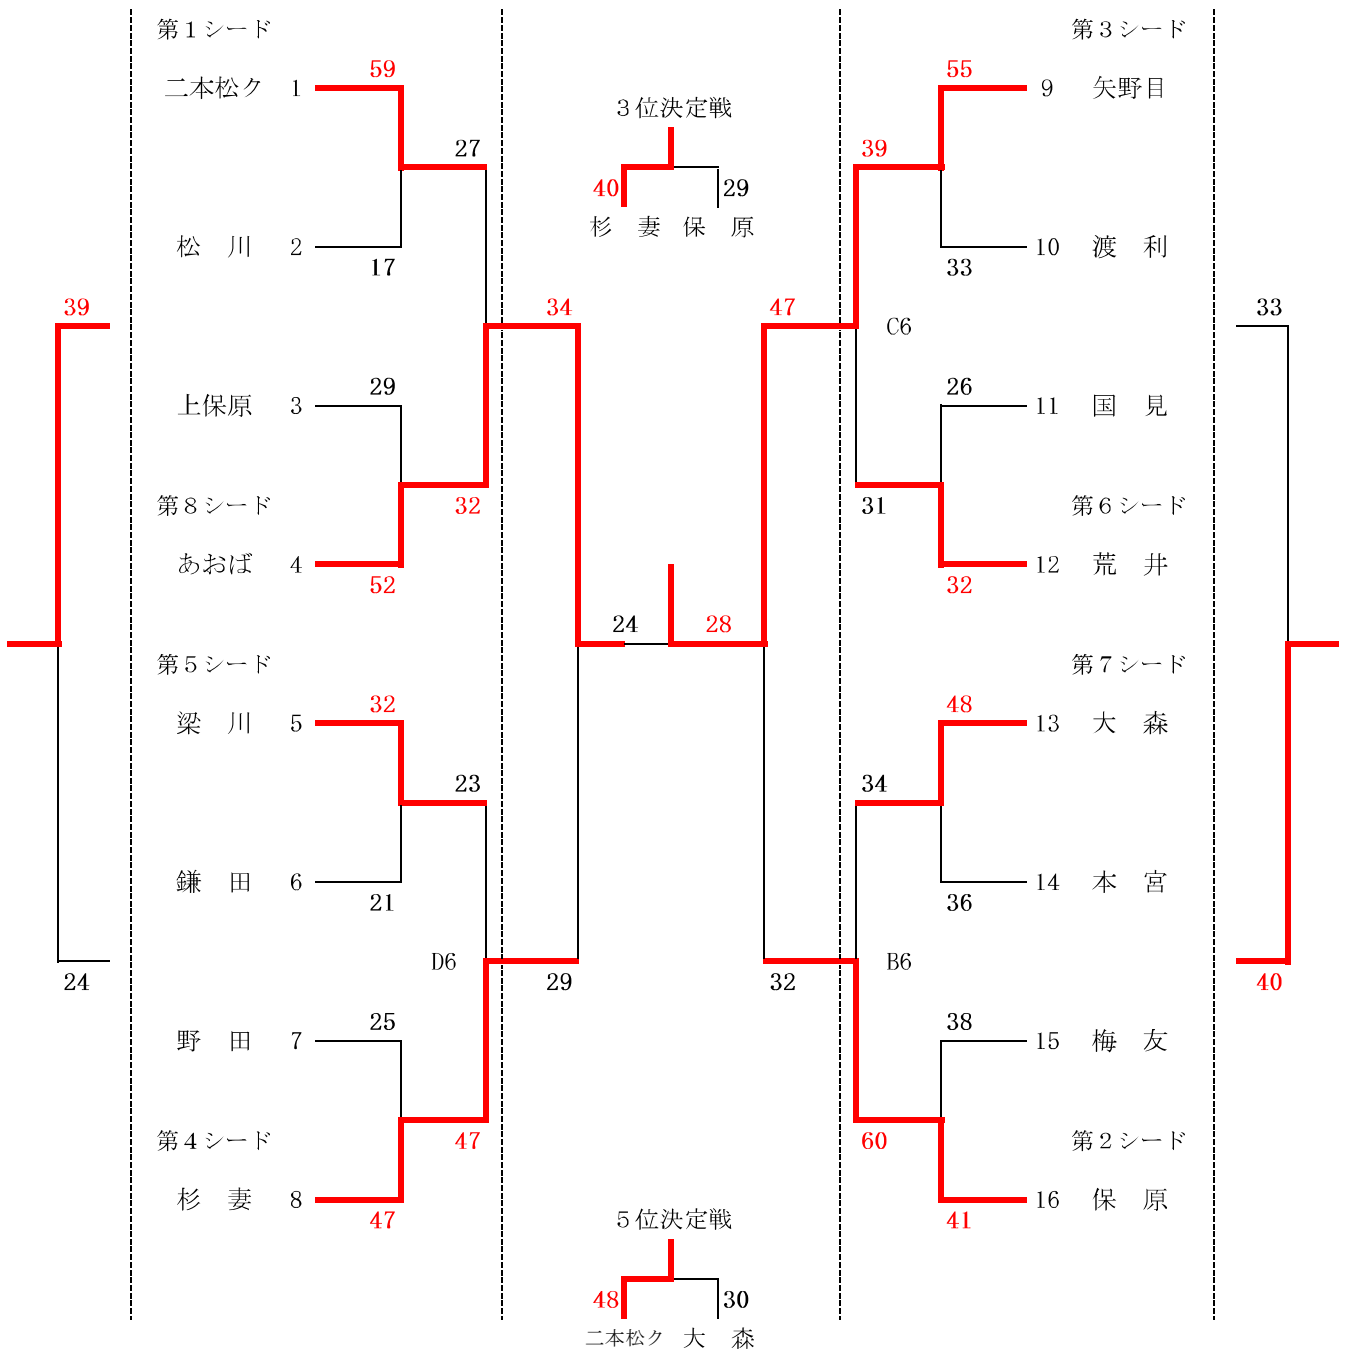 第１シード
第３シード
59
55
二本松ク 1
9 矢野目
３位決定戦
27
39
40
29
杉　妻 保　原
松　川 2
10 渡　利
17
33
39
34
47
C6
33
29
26
上保原 3
11 国　見
第８シード
32
31
第６シード
あおば 4
12 荒　井
52
32
24
28
第５シード
第７シード
32
48
梁　川 5
13 大　森
23
34
鎌　田 6
14 本　宮
21
36
D6
B6
24
29
32
40
25
38
野　田 7
15 梅　友
第４シード
47
60
第２シード
杉　妻 8
16 保　原
47
41
５位決定戦
48
30
二本松ク 大　森